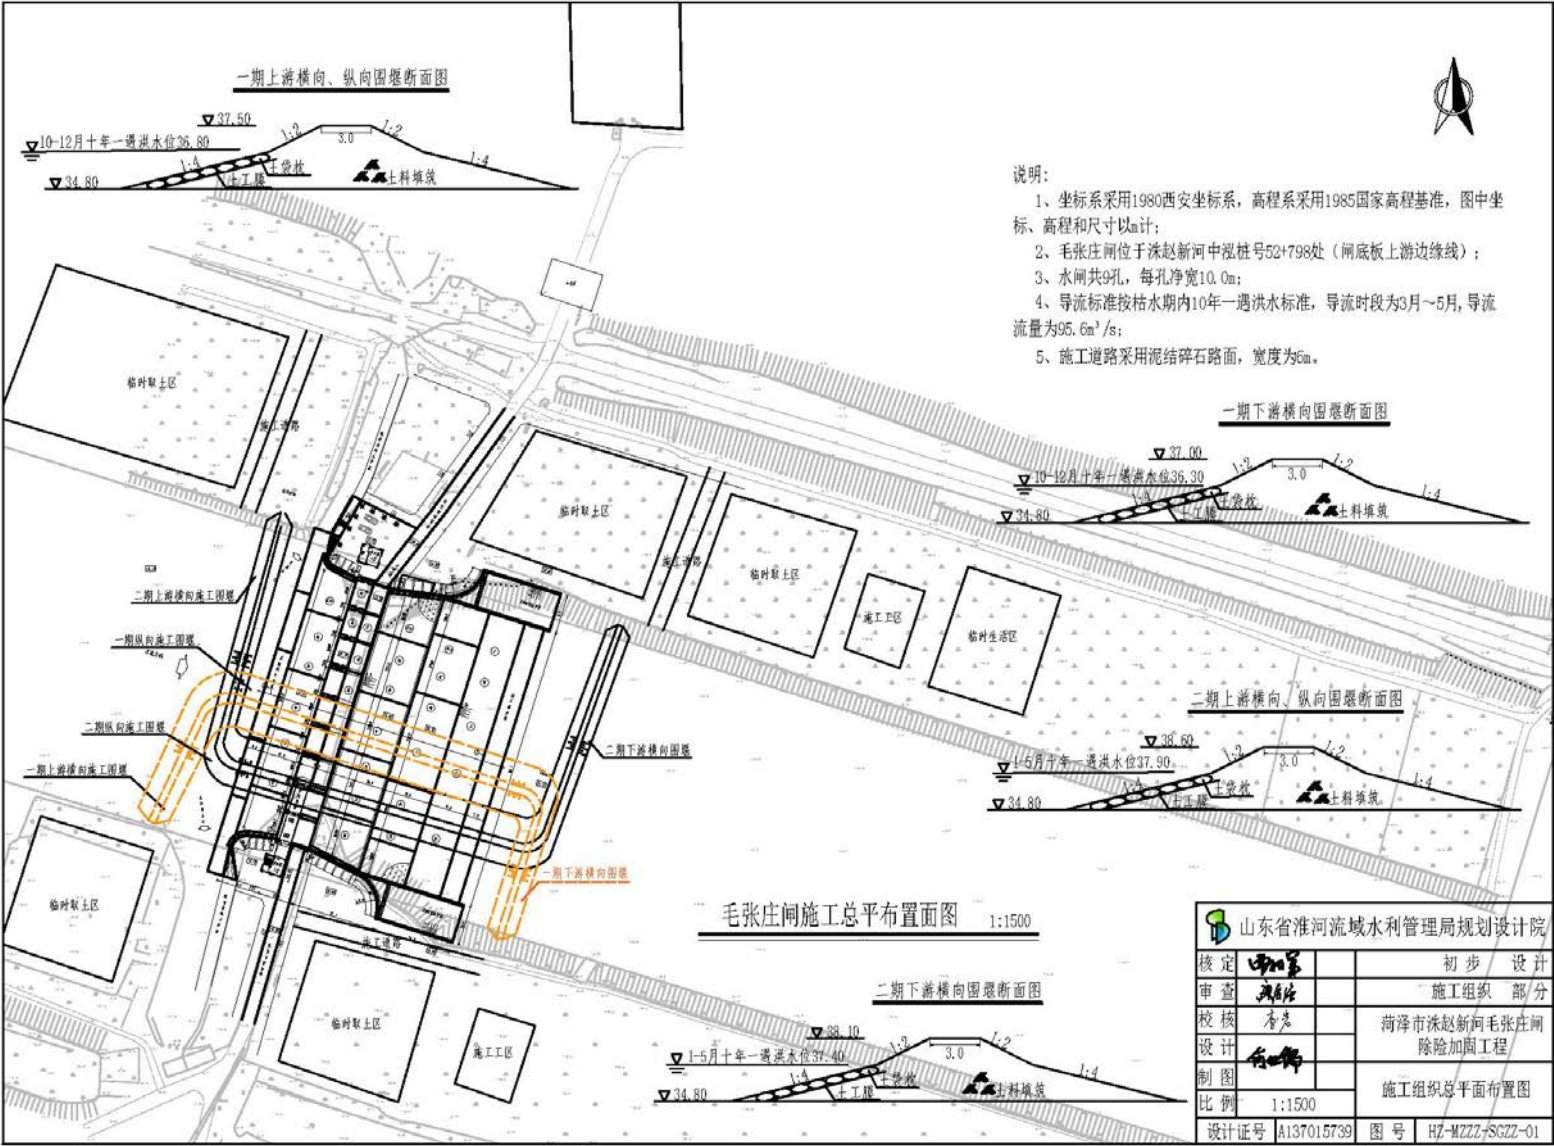 一期上游横向、纵向围堰断面图
37.50
10-12月十年一遇洪水位36.80
34.80
1:4
1:2
3.0
1:2
1:4
土袋枕
土工膜
土料填筑
说明:
1、坐标系采用1980西安坐标系，高程系采用1985国家高程基准，图中坐
标、高程和尺寸以m计;
2、毛张庄闸位于洙赵新河中泓桩号52+798处（闸底板上游边缘线）;
3、水闸共9孔，每孔净宽10.0m;
4、导流标准按枯水期内10年一遇洪水标准，导流时段为3月～5月,导流
流量为95.6m³/s;
5、施工道路采用泥结碎石路面，宽度为6m。
一期下游横向围堰断面图
37.00
10-12月十年一遇洪水位36.30
34.80
1:4
1:2
3.0
1:2
1:4
土袋枕
土工膜
土料填筑
临时取土区
施工道路
临时取土区
施工道路
临时取土区
施工工区
临时生活区
二期上游横向施工围堰
一期纵向施工围堰
二期纵向施工围堰
一期上游横向施工围堰
二期下游横向围堰
一期下游横向围堰
二期上游横向、纵向围堰断面图
38.60
1-5月十年一遇洪水位37.90
34.80
1:4
1:2
3.0
1:2
1:4
土袋枕
土工膜
土料填筑
临时取土区
施工道路
临时取土区
施工工区
毛张庄闸施工总平布置面图 1:1500
二期下游横向围堰断面图
38.10
1-5月十年一遇洪水位37.40
34.80
1:4
1:2
3.0
1:2
1:4
土袋枕
土工膜
土料填筑
山东省淮河流域水利管理局规划设计院
核定
初步 设计
审查
施工组织 部分
校核
菏泽市洙赵新河毛张庄闸
除险加固工程
设计
制图
施工组织总平面布置图
比例 1:1500
设计证号 A137015739 图号 HZ-MZZZ-SGZZ-01